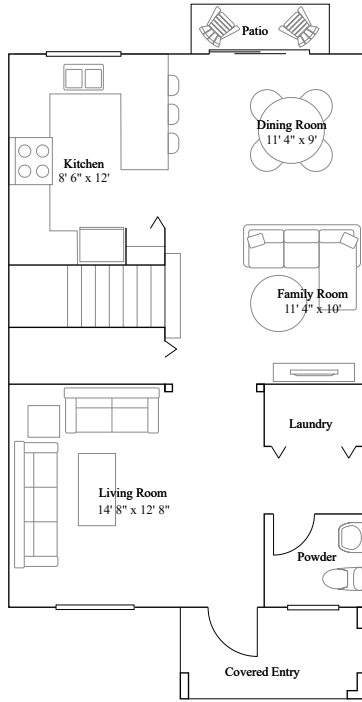 Patio
Dining Room
11' 4" x 9'
Kitchen
8' 6" x 12'
Family Room
11' 4" x 10'
Laundry
Living Room
14' 8" x 12' 8"
Powder
Covered Entry